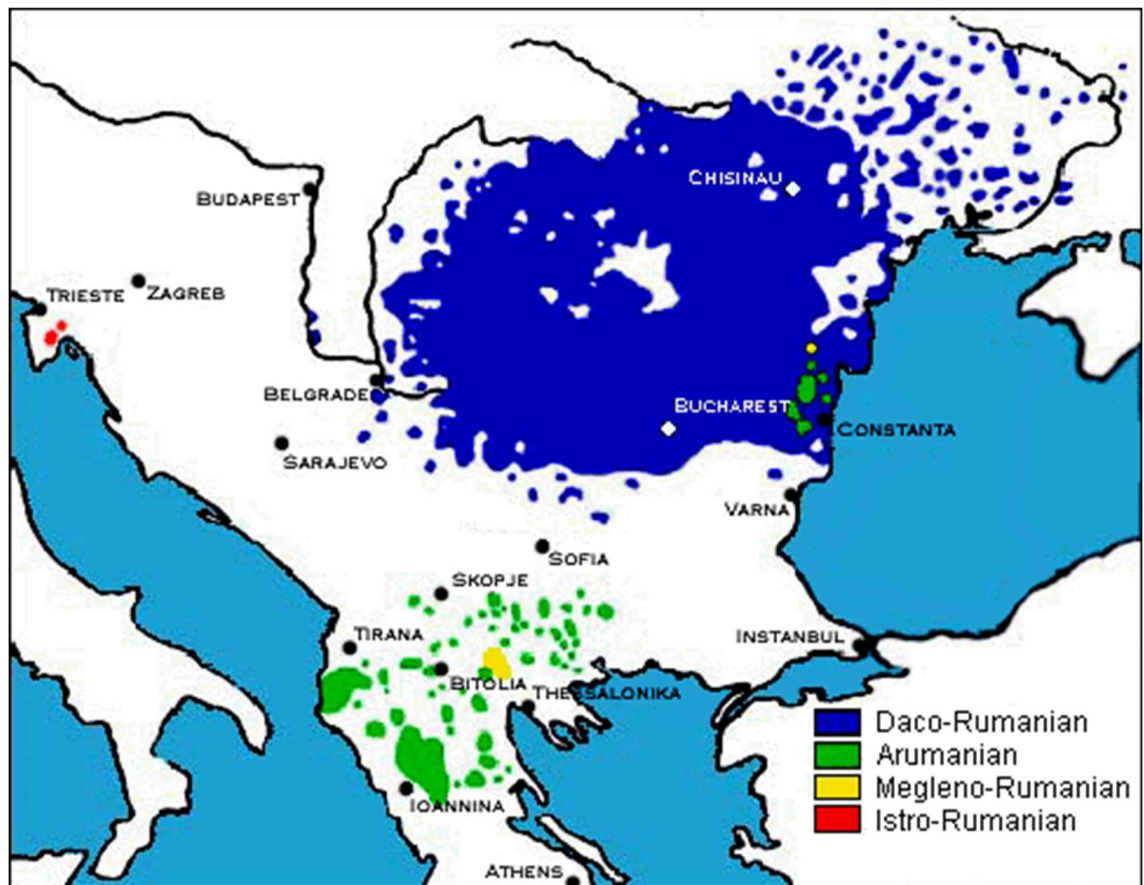 CHISINAU
BUDAPEST
TRIESTE
ZAGREB
BELGRADE
BUCHAREST
CONSTANTA
SARAJEVO
VARNA
SOFIA
SKOPJE
TIRANA
INSTANBUL
BITOLIA
THESSALONIKA
IOANNINA
ATHENS
Daco-Rumanian
Arumanian
Megleno-Rumanian
Istro-Rumanian